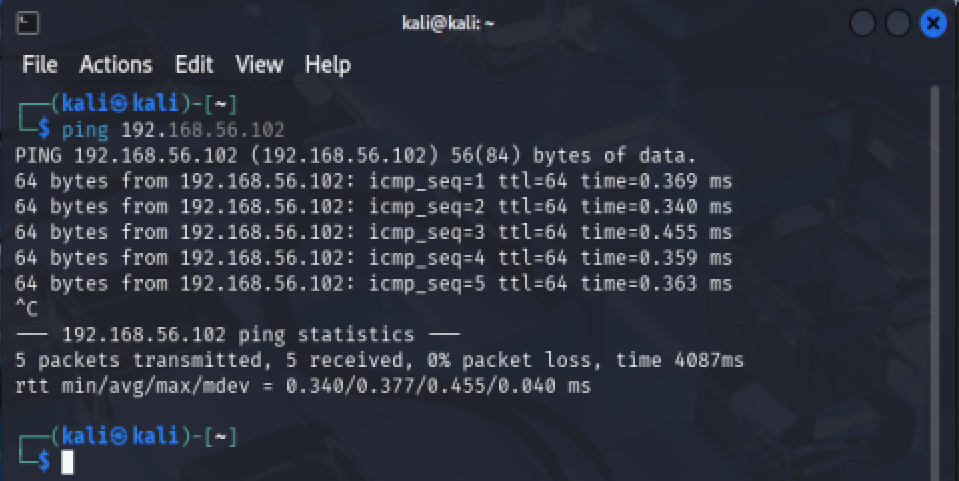 kali@kali: ~
File Actions Edit View Help
┌──(kali㉿kali)-[~]
└─$ ping 192.168.56.102
PING 192.168.56.102 (192.168.56.102) 56(84) bytes of data.
64 bytes from 192.168.56.102: icmp_seq=1 ttl=64 time=0.369 ms
64 bytes from 192.168.56.102: icmp_seq=2 ttl=64 time=0.340 ms
64 bytes from 192.168.56.102: icmp_seq=3 ttl=64 time=0.455 ms
64 bytes from 192.168.56.102: icmp_seq=4 ttl=64 time=0.359 ms
64 bytes from 192.168.56.102: icmp_seq=5 ttl=64 time=0.363 ms
^C
─── 192.168.56.102 ping statistics ───
5 packets transmitted, 5 received, 0% packet loss, time 4087ms
rtt min/avg/max/mdev = 0.340/0.377/0.455/0.040 ms
┌──(kali㉿kali)-[~]
└─$